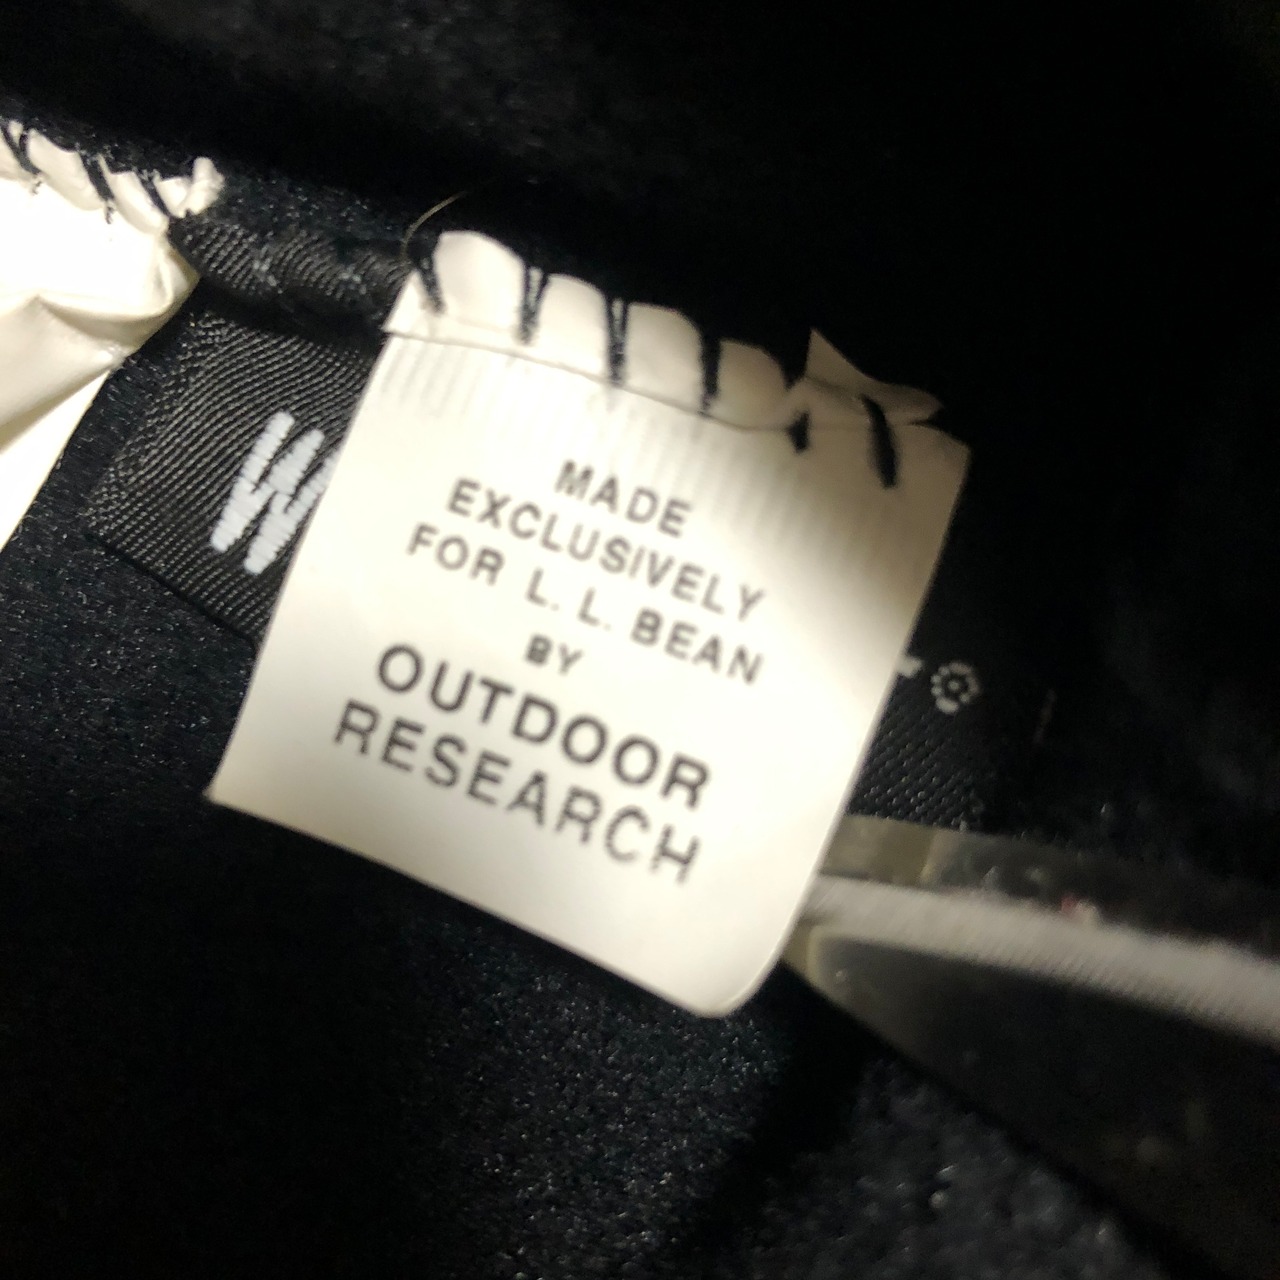 MADE
EXCLUSIVELY
FOR L. L. BEAN
BY
OUTDOOR
RESEARCH